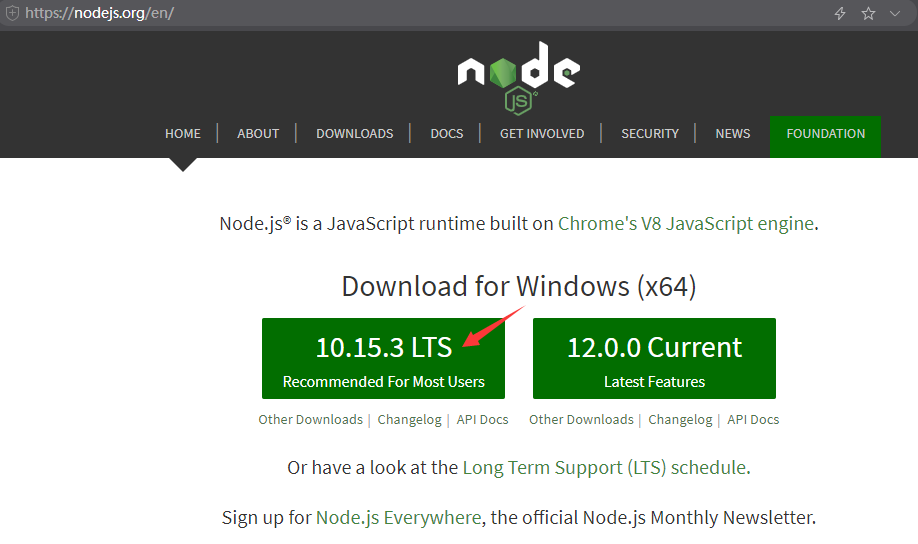 https://nodejs.org/en/
node
JS
HOME ABOUT DOWNLOADS DOCS GET INVOLVED SECURITY NEWS FOUNDATION
Node.js® is a JavaScript runtime built on Chrome's V8 JavaScript engine.
Download for Windows (x64)
10.15.3 LTS
Recommended For Most Users
12.0.0 Current
Latest Features
Other Downloads | Changelog | API Docs
Other Downloads | Changelog | API Docs
Or have a look at the Long Term Support (LTS) schedule.
Sign up for Node.js Everywhere, the official Node.js Monthly Newsletter.